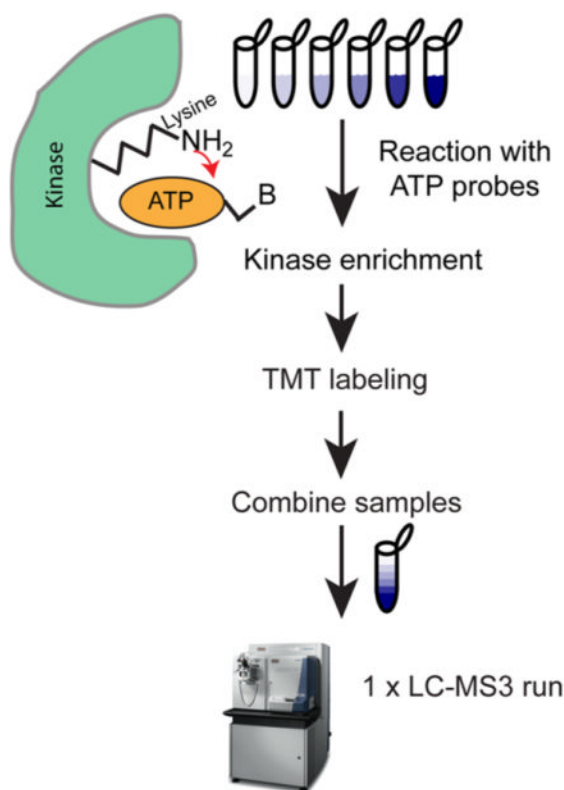 Kinase
Lysine
NH2
ATP
B
Reaction with
ATP probes
Kinase enrichment
TMT labeling
Combine samples
1 x LC-MS3 run